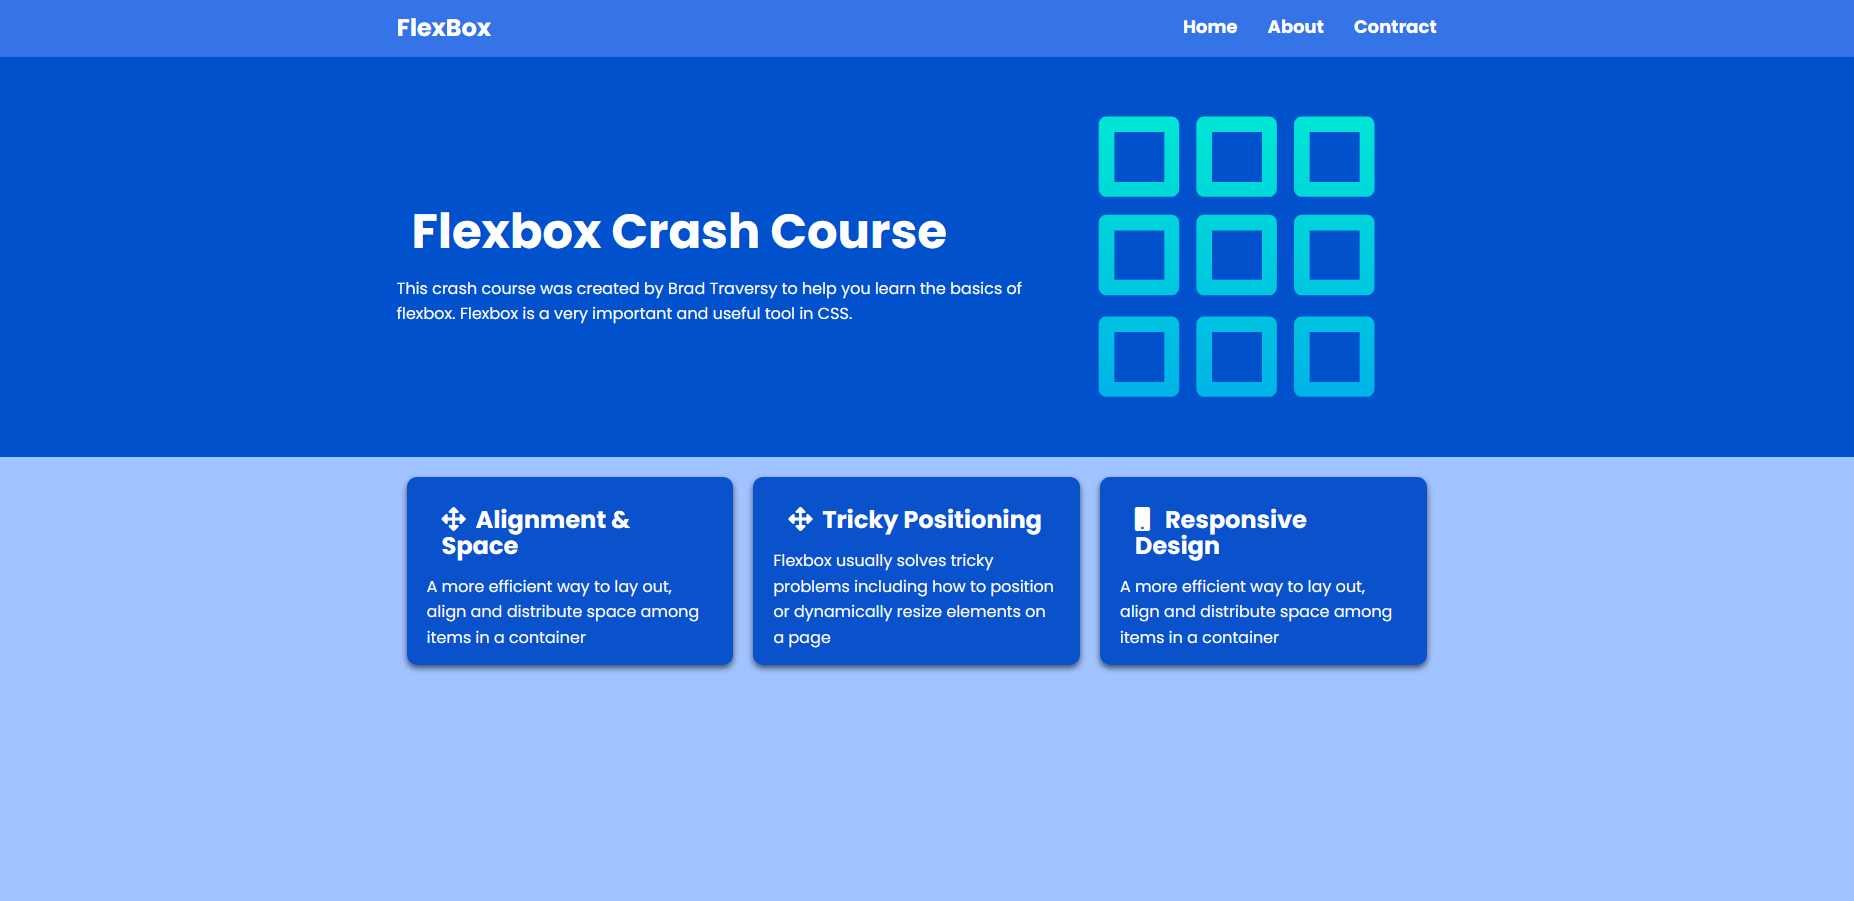 FlexBox
Home About Contract
Flexbox Crash Course
This crash course was created by Brad Traversy to help you learn the basics of
flexbox. Flexbox is a very important and useful tool in CSS.
Alignment &
Space
A more efficient way to lay out,
align and distribute space among
items in a container
Tricky Positioning
Flexbox usually solves tricky
problems including how to position
or dynamically resize elements on
a page
Responsive
Design
A more efficient way to lay out,
align and distribute space among
items in a container